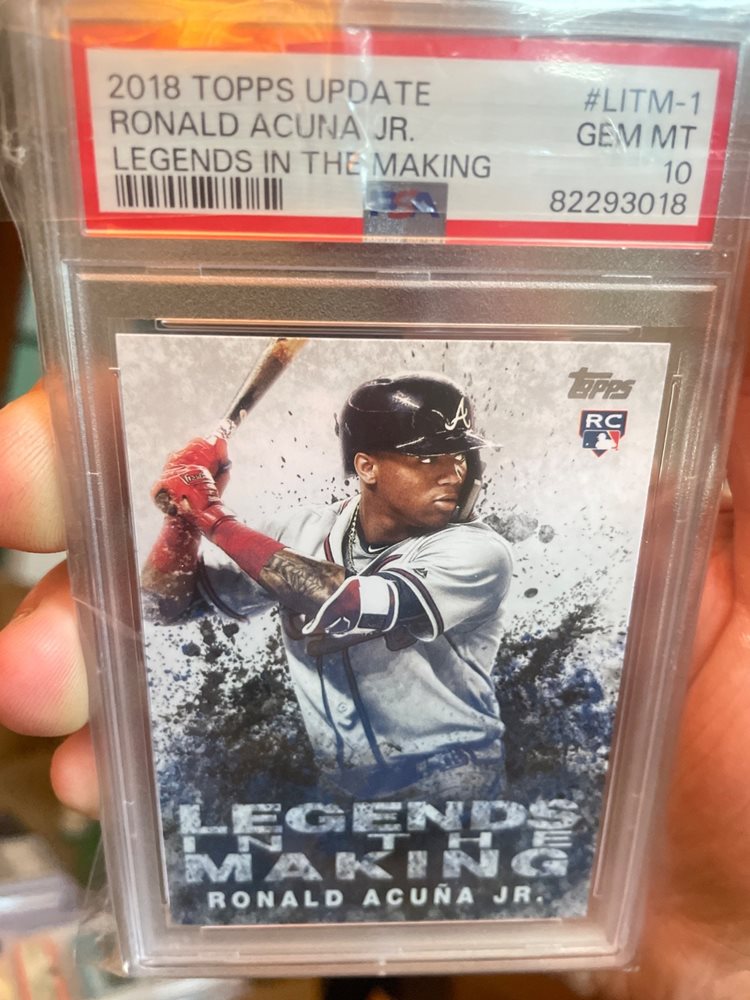 2018 TOPPS UPDATE #LITM-1
RONALD ACUNA JR. GEM MT
LEGENDS IN THE MAKING 10
PSA 82293018
Topps
RC
A
LEGENDS
IN THE
MAKING
RONALD ACUÑA JR.